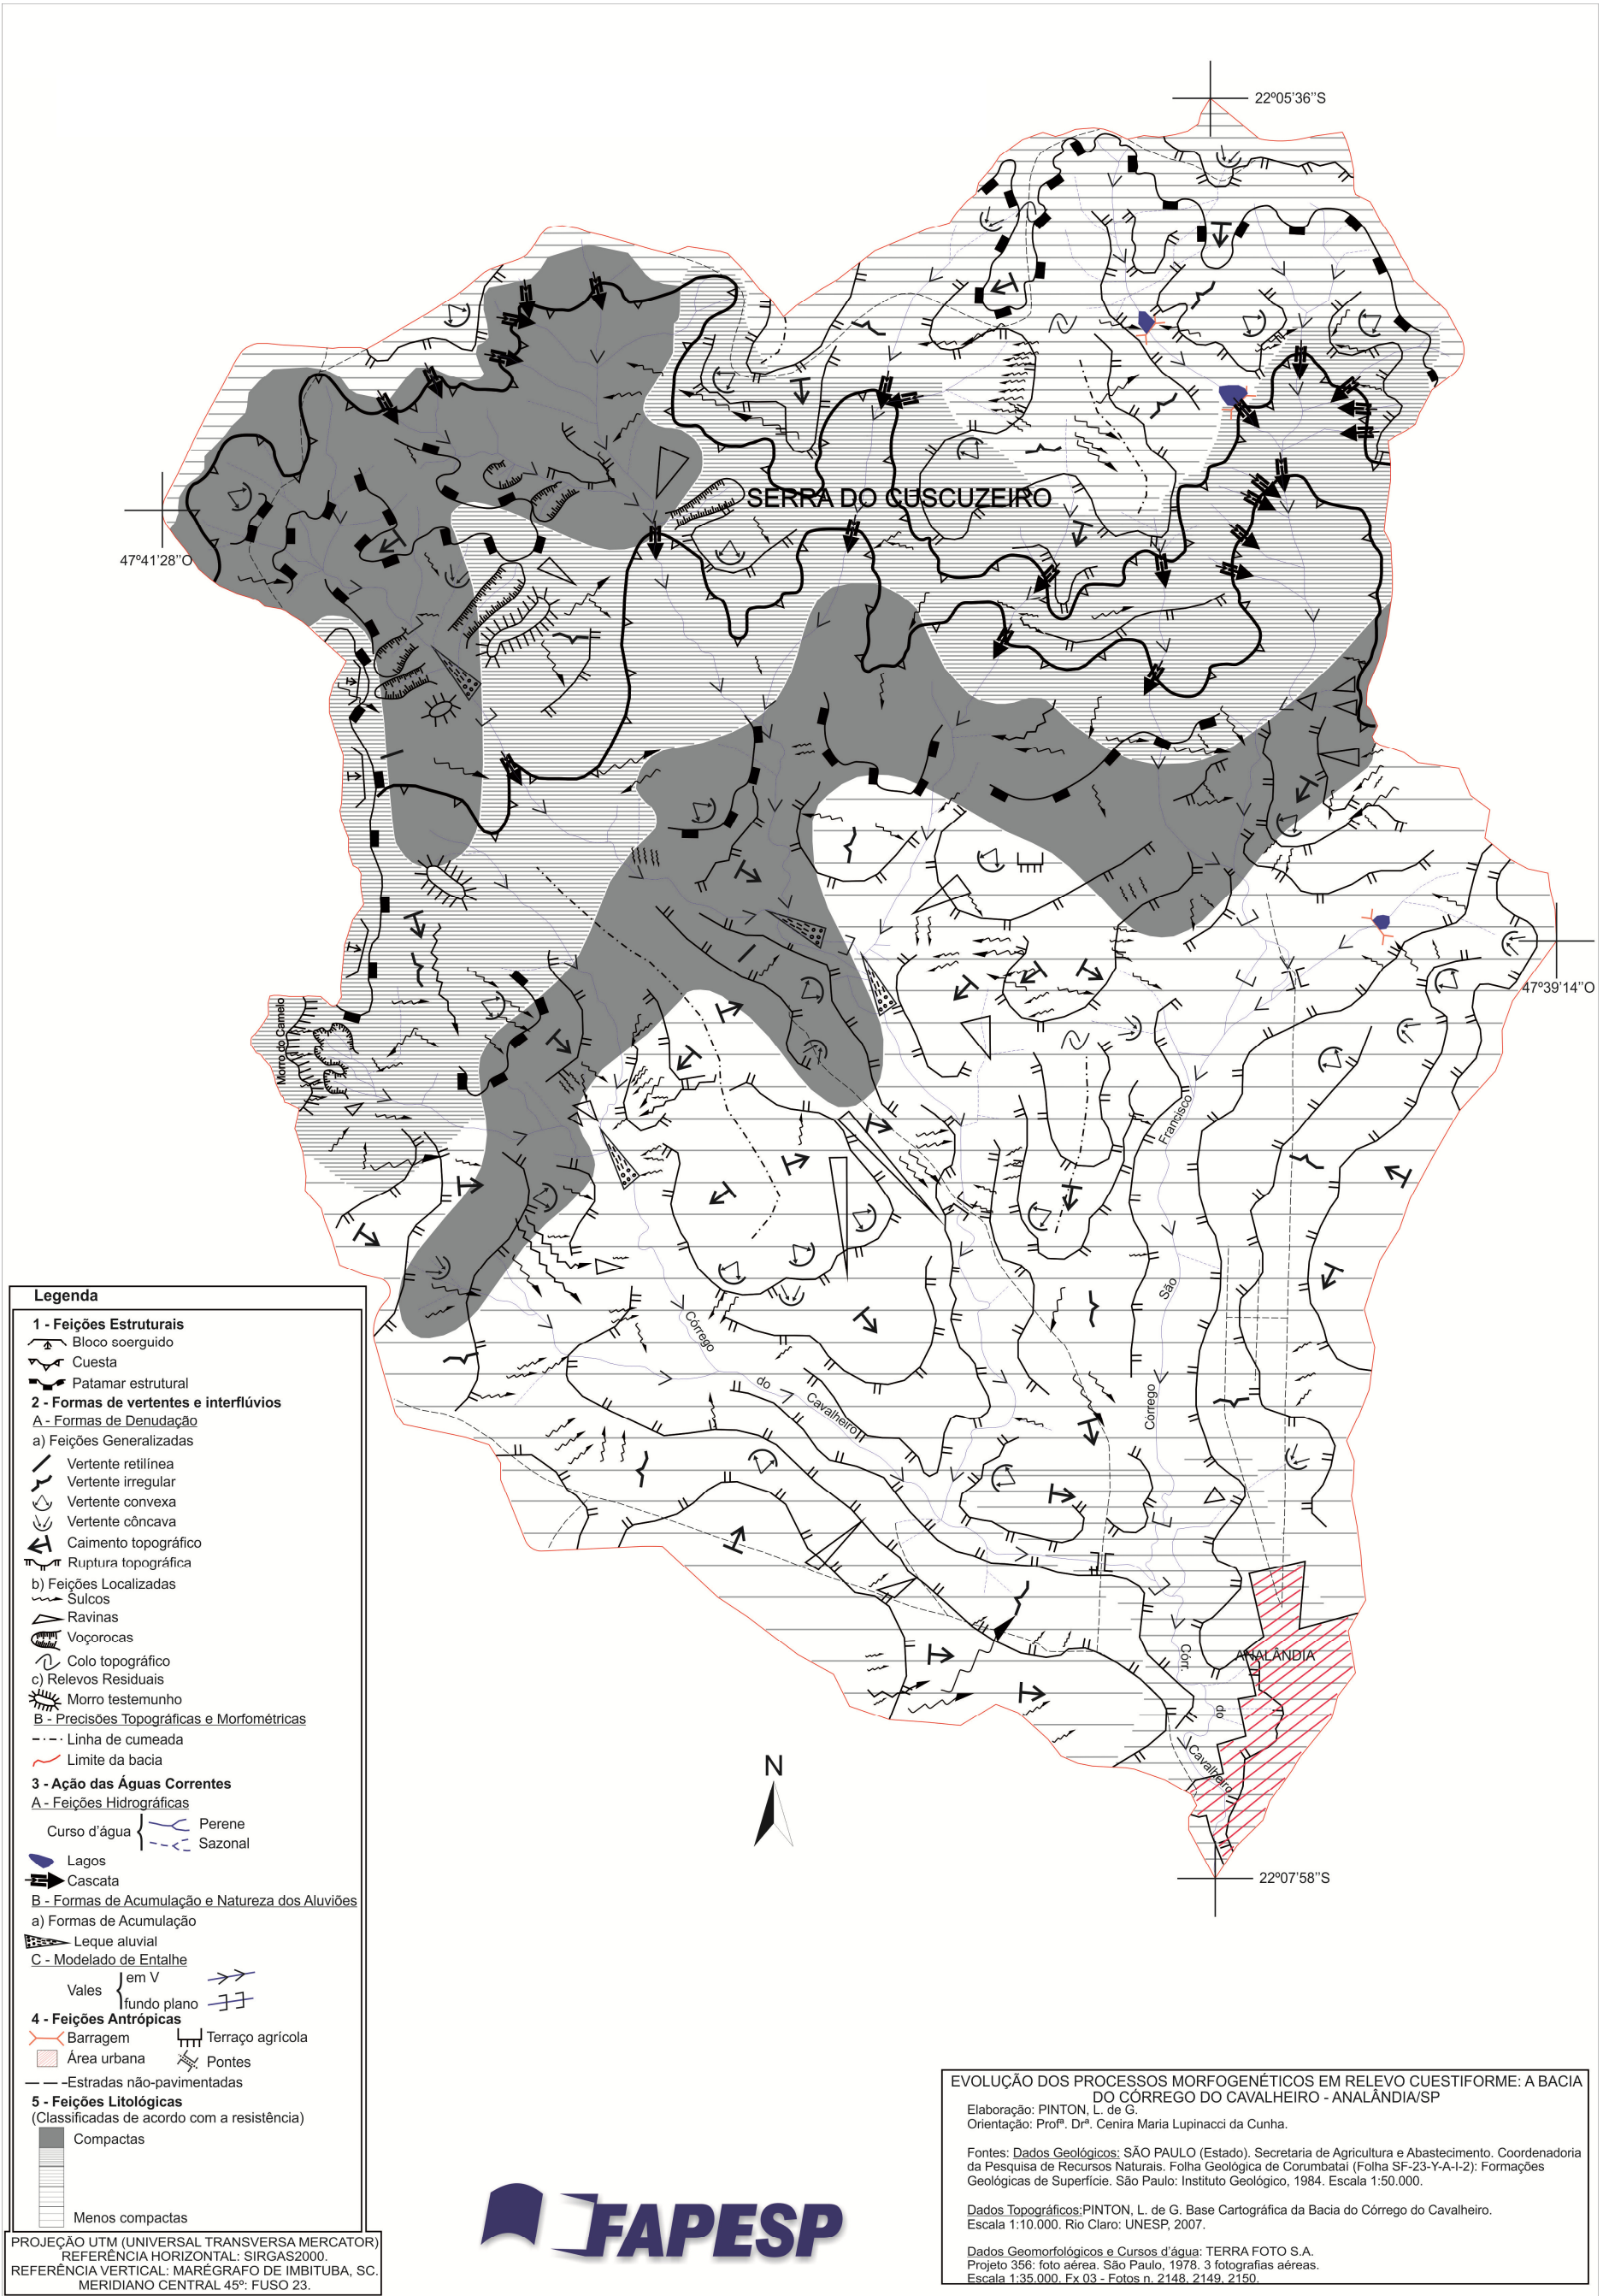 22º05'36''S
SERRA DO CUSCUZEIRO
47º41'28''O
47º39'14''O
Morro do Camelo
Francisco
São
Córrego
Córrego
do
Cavalheiro
ANALÂNDIA
Córr.
do
Cavalheiro
N
22º07'58''S
Legenda
1 - Feições Estruturais
Bloco soerguido
Cuesta
Patamar estrutural
2 - Formas de vertentes e interflúvios
A - Formas de Denudação
a) Feições Generalizadas
Vertente retilínea
Vertente irregular
Vertente convexa
Vertente côncava
Caimento topográfico
Ruptura topográfica
b) Feições Localizadas
Sulcos
Ravinas
Voçorocas
Colo topográfico
c) Relevos Residuais
Morro testemunho
B - Precisões Topográficas e Morfométricas
Linha de cumeada
Limite da bacia
3 - Ação das Águas Correntes
A - Feições Hidrográficas
Curso d'água
Perene
Sazonal
Lagos
Cascata
B - Formas de Acumulação e Natureza dos Aluviões
a) Formas de Acumulação
Leque aluvial
C - Modelado de Entalhe
Vales
em V
fundo plano
4 - Feições Antrópicas
Barragem
Terraço agrícola
Área urbana
Pontes
Estradas não-pavimentadas
5 - Feições Litológicas
(Classificadas de acordo com a resistência)
Compactas
Menos compactas
PROJEÇÃO UTM (UNIVERSAL TRANSVERSA MERCATOR)
REFERÊNCIA HORIZONTAL: SIRGAS2000.
REFERÊNCIA VERTICAL: MARÉGRAFO DE IMBITUBA, SC.
MERIDIANO CENTRAL 45º: FUSO 23.
FAPESP
EVOLUÇÃO DOS PROCESSOS MORFOGENÉTICOS EM RELEVO CUESTIFORME: A BACIA
DO CÓRREGO DO CAVALHEIRO - ANALÂNDIA/SP
Elaboração: PINTON, L. de G.
Orientação: Profª. Drª. Cenira Maria Lupinacci da Cunha.
Fontes: Dados Geológicos: SÃO PAULO (Estado). Secretaria de Agricultura e Abastecimento. Coordenadoria
da Pesquisa de Recursos Naturais. Folha Geológica de Corumbataí (Folha SF-23-Y-A-I-2): Formações
Geológicas de Superfície. São Paulo: Instituto Geológico, 1984. Escala 1:50.000.
Dados Topográficos:PINTON, L. de G. Base Cartográfica da Bacia do Córrego do Cavalheiro.
Escala 1:10.000. Rio Claro: UNESP, 2007.
Dados Geomorfológicos e Cursos d'água: TERRA FOTO S.A.
Projeto 356: foto aérea. São Paulo, 1978. 3 fotografias aéreas.
Escala 1:35.000. Fx 03 - Fotos n. 2148, 2149, 2150.